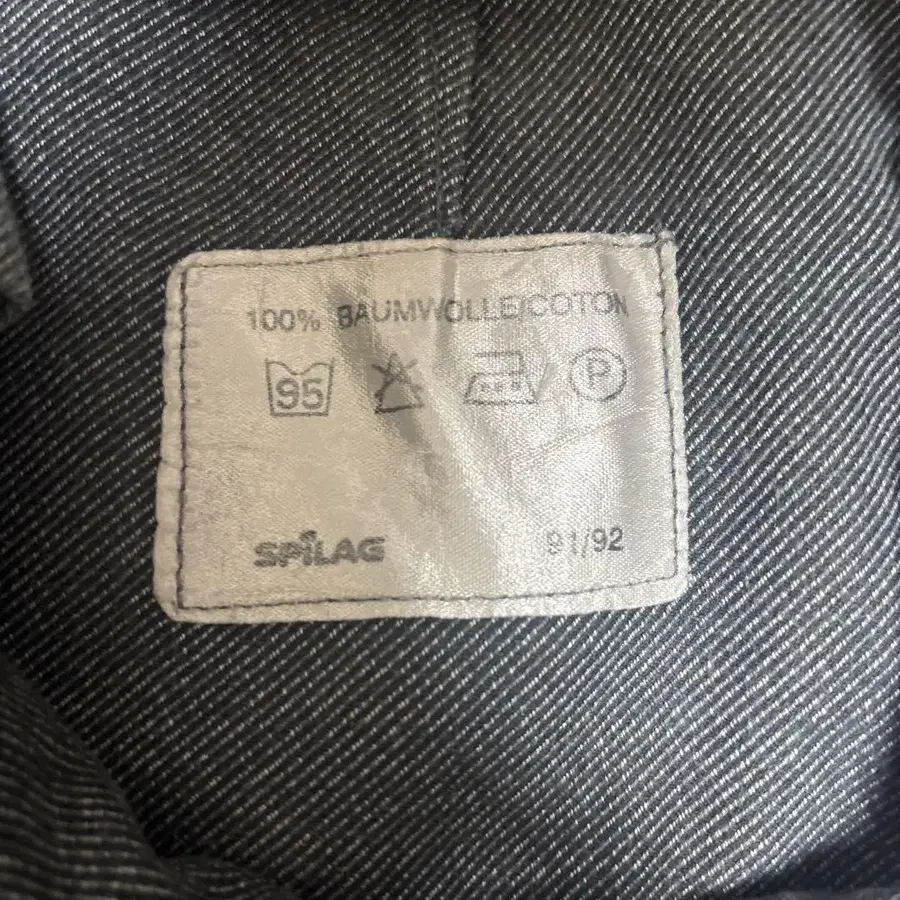 100% BAUMWOLLE/COTON
95 P
SPILAG 91/92